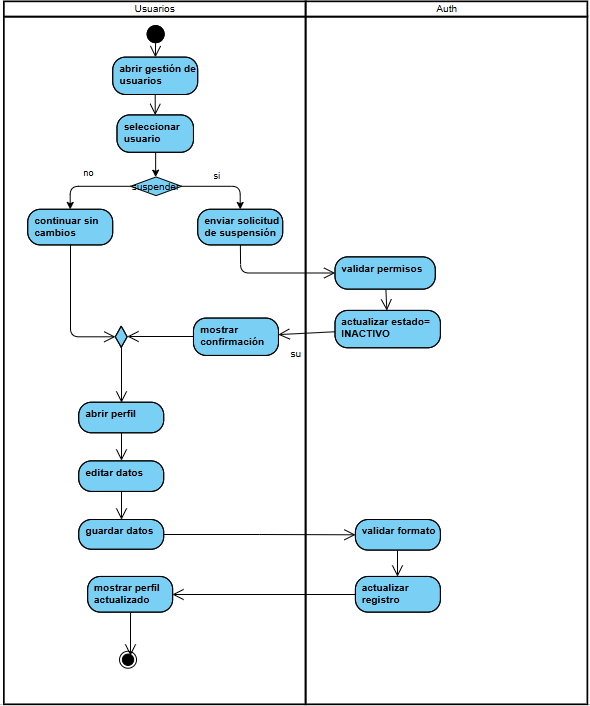 Usuarios
Auth
abrir gestión de
usuarios
seleccionar
usuario
no
suspender
si
continuar sin
cambios
enviar solicitud
de suspensión
validar permisos
mostrar
confirmación
actualizar estado=
INACTIVO
su
abrir perfil
editar datos
guardar datos
validar formato
mostrar perfil
actualizado
actualizar
registro